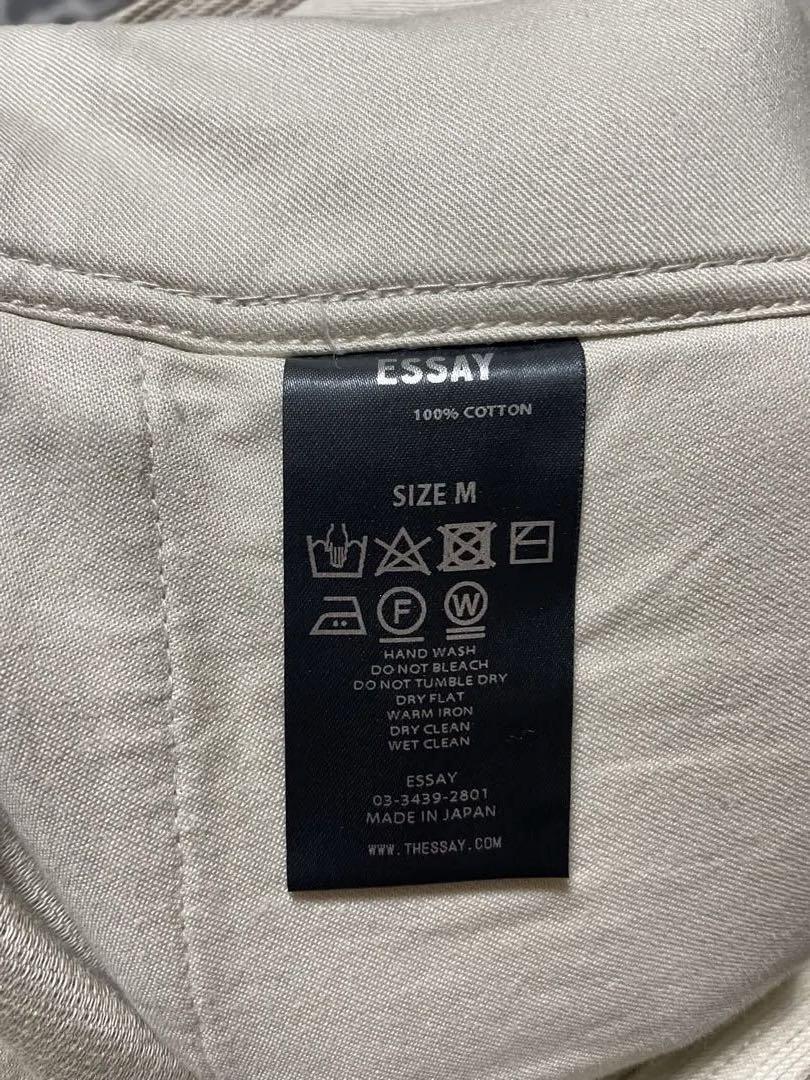 ESSAY
100% COTTON
SIZE M
F W
HAND WASH
DO NOT BLEACH
DO NOT TUMBLE DRY
DRY FLAT
WARM IRON
DRY CLEAN
WET CLEAN
ESSAY
03-3439-2801
MADE IN JAPAN
WWW.THESSAY.COM